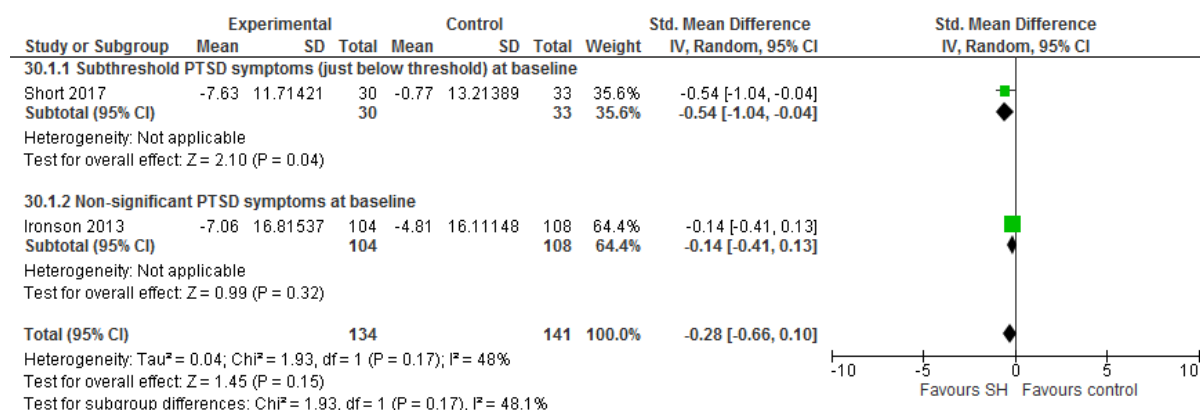 Experimental Control Std. Mean Difference Std. Mean Difference
Study or Subgroup Mean SD Total Mean SD Total Weight IV, Random, 95% CI IV, Random, 95% CI
30.1.1 Subthreshold PTSD symptoms (just below threshold) at baseline
Short 2017 -7.63 11.71421 30 -0.77 13.21389 33 35.6% -0.54 [-1.04, -0.04]
Subtotal (95% CI) 30 33 35.6% -0.54 [-1.04, -0.04]
Heterogeneity: Not applicable
Test for overall effect: Z = 2.10 (P = 0.04)
30.1.2 Non-significant PTSD symptoms at baseline
Ironson 2013 -7.06 16.81537 104 -4.81 16.11148 108 64.4% -0.14 [-0.41, 0.13]
Subtotal (95% CI) 104 108 64.4% -0.14 [-0.41, 0.13]
Heterogeneity: Not applicable
Test for overall effect: Z = 0.99 (P = 0.32)
Total (95% CI) 134 141 100.0% -0.28 [-0.66, 0.10]
Heterogeneity: Tau² = 0.04; Chi² = 1.93, df = 1 (P = 0.17); I² = 48%
Test for overall effect: Z = 1.45 (P = 0.15)
Test for subgroup differences: Chi² = 1.93, df = 1 (P = 0.17), I² = 48.1%
-10 -5 0 5 10
Favours SH Favours control